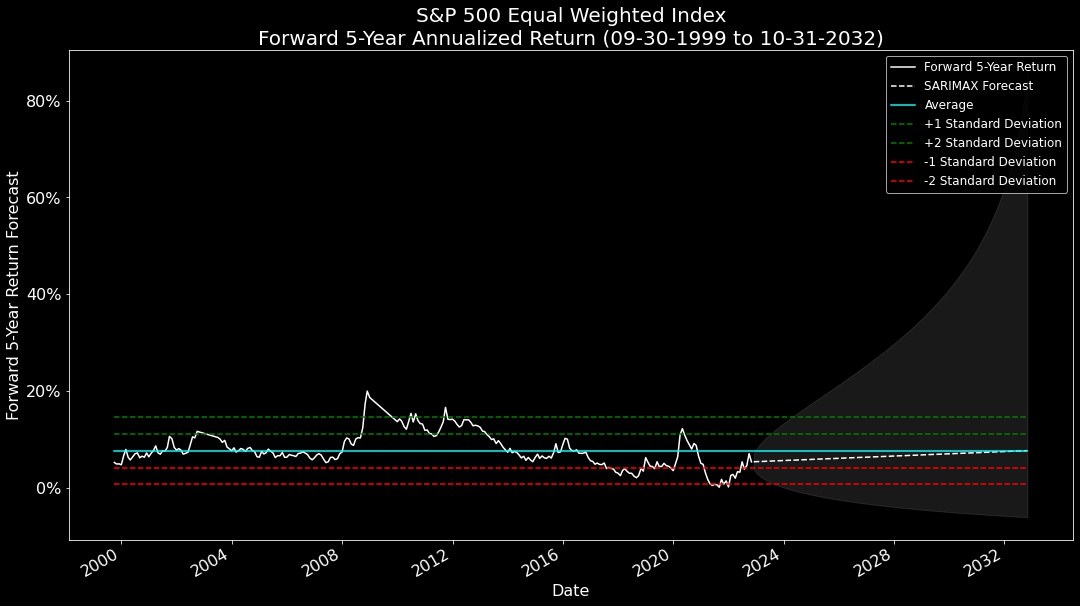 S&P 500 Equal Weighted Index
Forward 5-Year Annualized Return (09-30-1999 to 10-31-2032)
Forward 5-Year Return
SARIMAX Forecast
Average
+1 Standard Deviation
+2 Standard Deviation
-1 Standard Deviation
-2 Standard Deviation
Forward 5-Year Return Forecast
80%
60%
40%
20%
0%
2000
2004
2008
2012
2016
2020
2024
2028
2032
Date